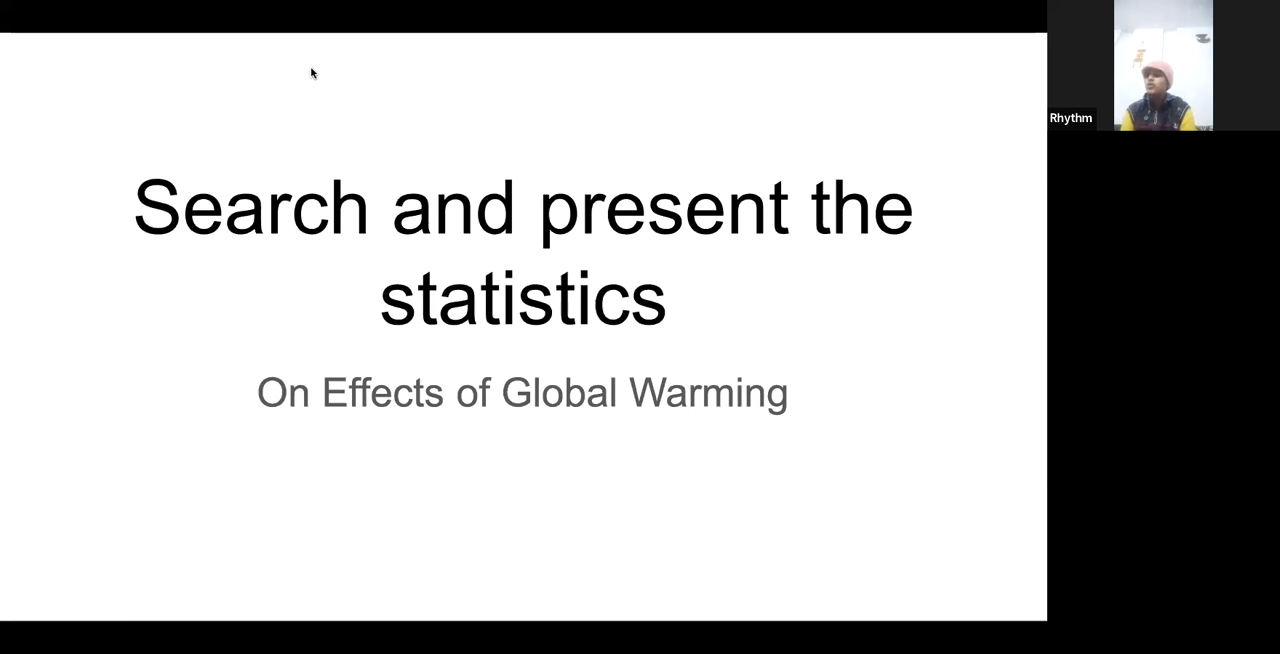 Search and present the
statistics
On Effects of Global Warming
Rhythm